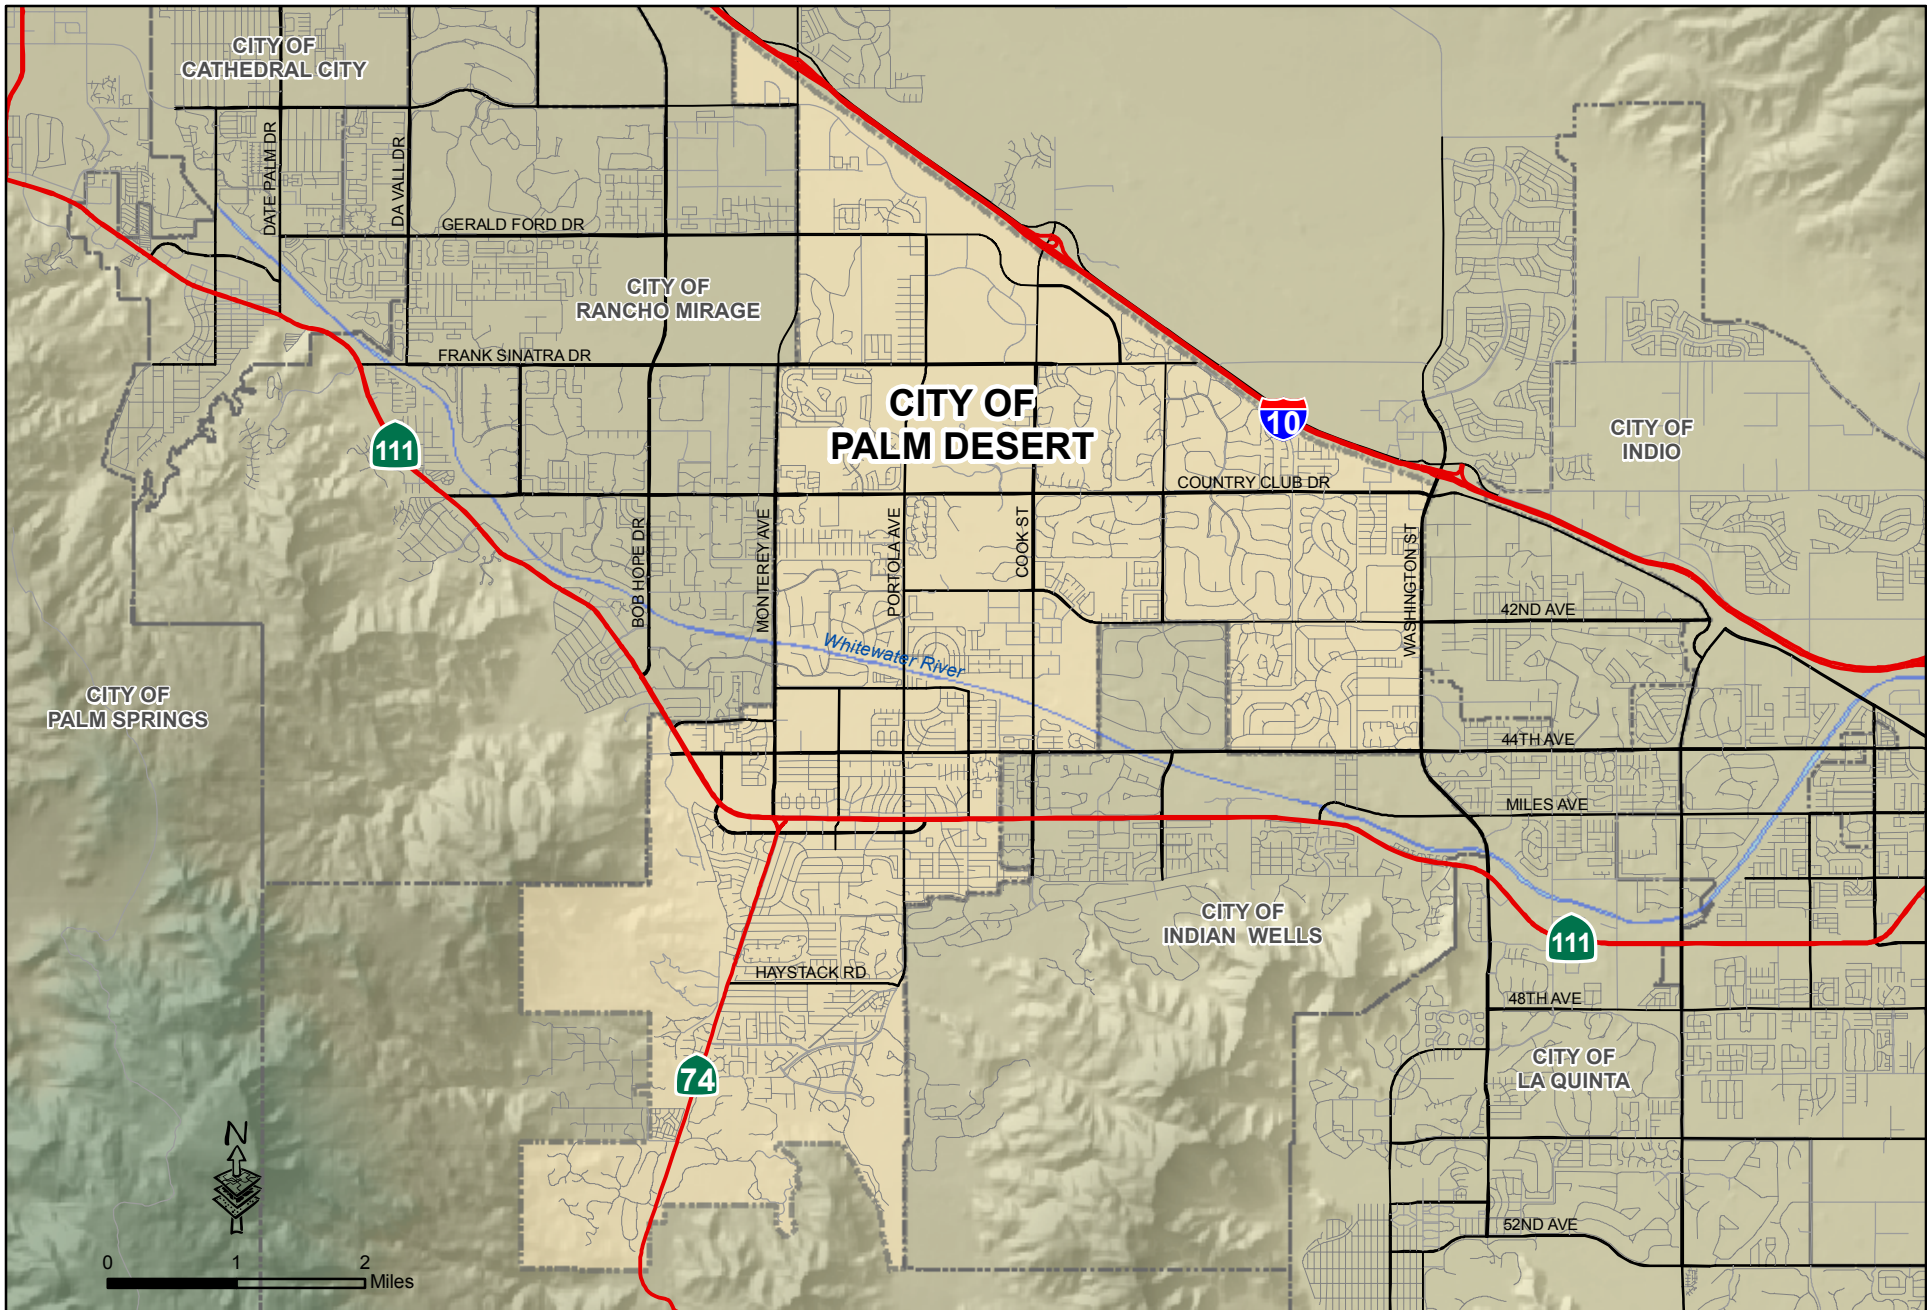 CITY OF
CATHEDRAL CITY
DATE PALM DR
DA VALL DR
GERALD FORD DR
CITY OF
RANCHO MIRAGE
FRANK SINATRA DR
CITY OF
PALM DESERT
10
CITY OF
INDIO
111
COUNTRY CLUB DR
BOB HOPE DR
MONTEREY AVE
PORTOLA AVE
COOK ST
WASHINGTON ST
42ND AVE
Whitewater River
CITY OF
PALM SPRINGS
44TH AVE
MILES AVE
CITY OF
INDIAN WELLS
111
HAYSTACK RD
48TH AVE
CITY OF
LA QUINTA
74
N
52ND AVE
0 1 2
Miles